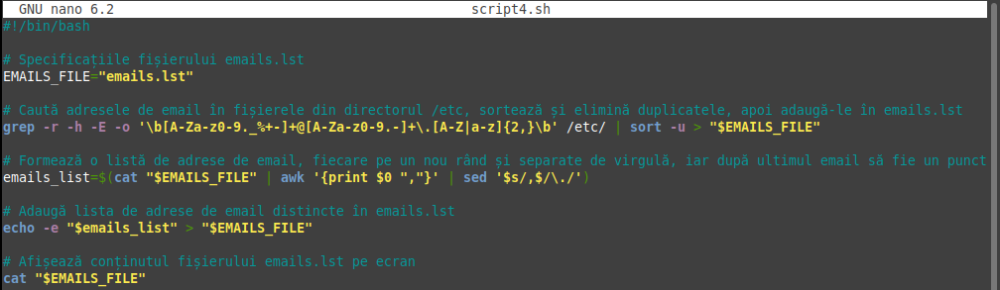 GNU nano 6.2 script4.sh
#!/bin/bash
# Specificațiile fișierului emails.lst
EMAILS_FILE="emails.lst"
# Caută adresele de email în fișierele din directorul /etc, sortează și elimină duplicatele, apoi adaugă-le în emails.lst
grep -r -h -E -o '\b[A-Za-z0-9._%+-]+@[A-Za-z0-9.-]+\.[A-Z|a-z]{2,}\b' /etc/ | sort -u > "$EMAILS_FILE"
# Formează o listă de adrese de email, fiecare pe un nou rând și separate de virgulă, iar după ultimul email să fie un punct
emails_list=$(cat "$EMAILS_FILE" | awk '{print $0 ","}' | sed '$s/,$/\./')
# Adaugă lista de adrese de email distincte în emails.lst
echo -e "$emails_list" > "$EMAILS_FILE"
# Afișează conținutul fișierului emails.lst pe ecran
cat "$EMAILS_FILE"